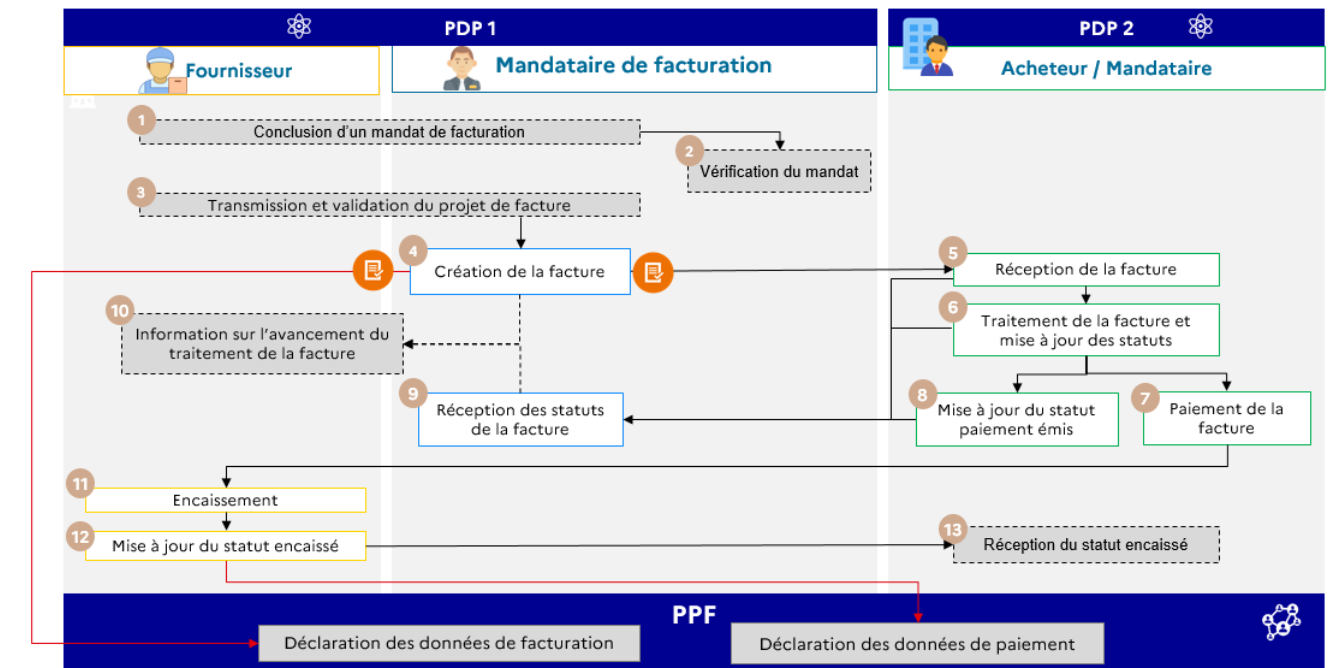 PDP 1
PDP 2
Fournisseur
Mandataire de facturation
Acheteur / Mandataire
1
Conclusion d'un mandat de facturation
2
Vérification du mandat
3
Transmission et validation du projet de facture
4
Création de la facture
5
Réception de la facture
6
Traitement de la facture et
mise à jour des statuts
10
Information sur l'avancement du
traitement de la facture
9
Réception des statuts
de la facture
8
Mise à jour du statut
paiement émis
7
Paiement de la
facture
11
Encaissement
12
Mise à jour du statut encaissé
13
Réception du statut encaissé
PPF
Déclaration des données de facturation
Déclaration des données de paiement